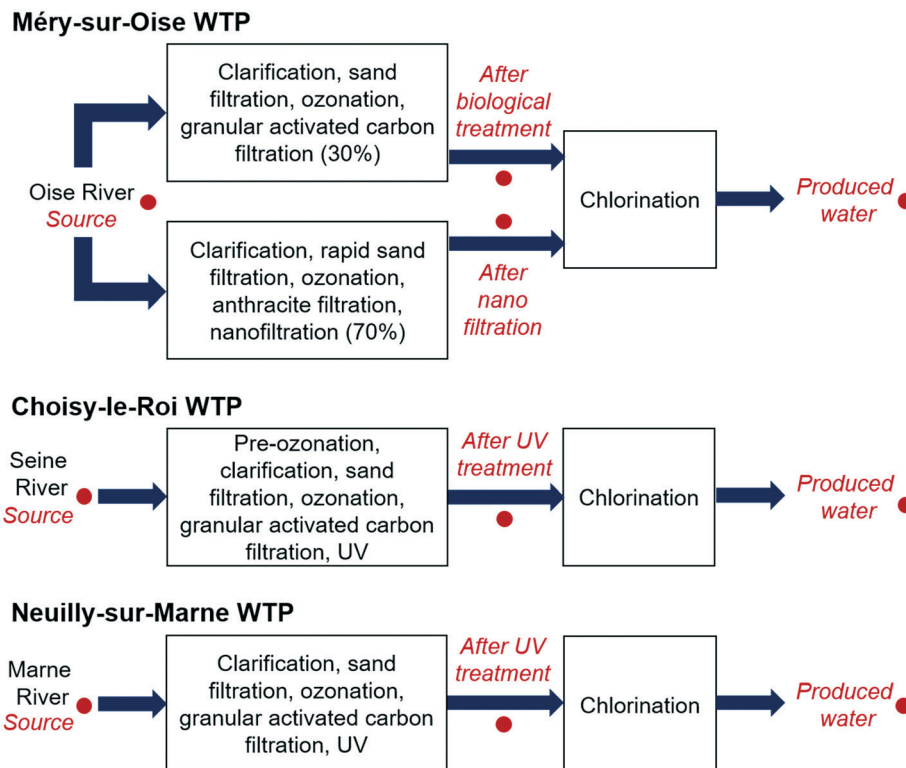 Méry-sur-Oise WTP
Clarification, sand
filtration, ozonation,
granular activated carbon
filtration (30%)
After
biological
treatment
Oise River
Source
Chlorination
Produced
water
Clarification, rapid sand
filtration, ozonation,
anthracite filtration,
nanofiltration (70%)
After
nano
filtration
Choisy-le-Roi WTP
Seine
River
Source
Pre-ozonation,
clarification, sand
filtration, ozonation,
granular activated carbon
filtration, UV
After UV
treatment
Chlorination
Produced
water
Neuilly-sur-Marne WTP
Marne
River
Source
Clarification, sand
filtration, ozonation,
granular activated carbon
filtration, UV
After UV
treatment
Chlorination
Produced
water